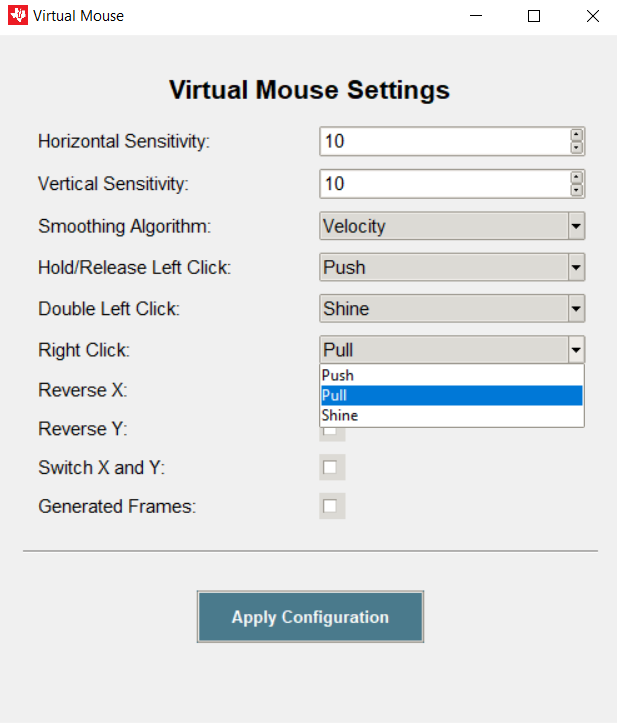 Virtual Mouse
Virtual Mouse Settings
Horizontal Sensitivity: 10
Vertical Sensitivity: 10
Smoothing Algorithm: Velocity
Hold/Release Left Click: Push
Double Left Click: Shine
Right Click: Pull
Push
Reverse X: Pull
Shine
Reverse Y:
Switch X and Y:
Generated Frames:
Apply Configuration